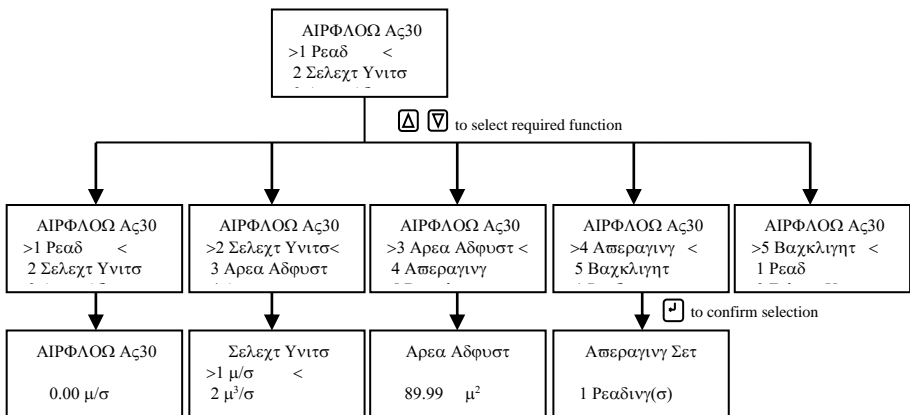 ΑΙΡΦΛΟΩ Ας30
>1 Ρεαδ <
2 Σελεχτ Υνιτσ
to select required function
ΑΙΡΦΛΟΩ Ας30
>1 Ρεαδ <
2 Σελεχτ Υνιτσ
ΑΙΡΦΛΟΩ Ας30
>2 Σελεχτ Υνιτσ<
3 Αρεα Αδφυστ
ΑΙΡΦΛΟΩ Ας30
>3 Αρεα Αδφυστ <
4 Αϖεραγινγ
ΑΙΡΦΛΟΩ Ας30
>4 Αϖεραγινγ <
5 Βαχκλιγητ
ΑΙΡΦΛΟΩ Ας30
>5 Βαχκλιγητ <
1 Ρεαδ
to confirm selection
ΑΙΡΦΛΟΩ Ας30
0.00 μ/σ
Σελεχτ Υνιτσ
>1 μ/σ <
2 μ³/σ
Αρεα Αδφυστ
89.99 μ²
Αϖεραγινγ Σετ
1 Ρεαδινγ(σ)